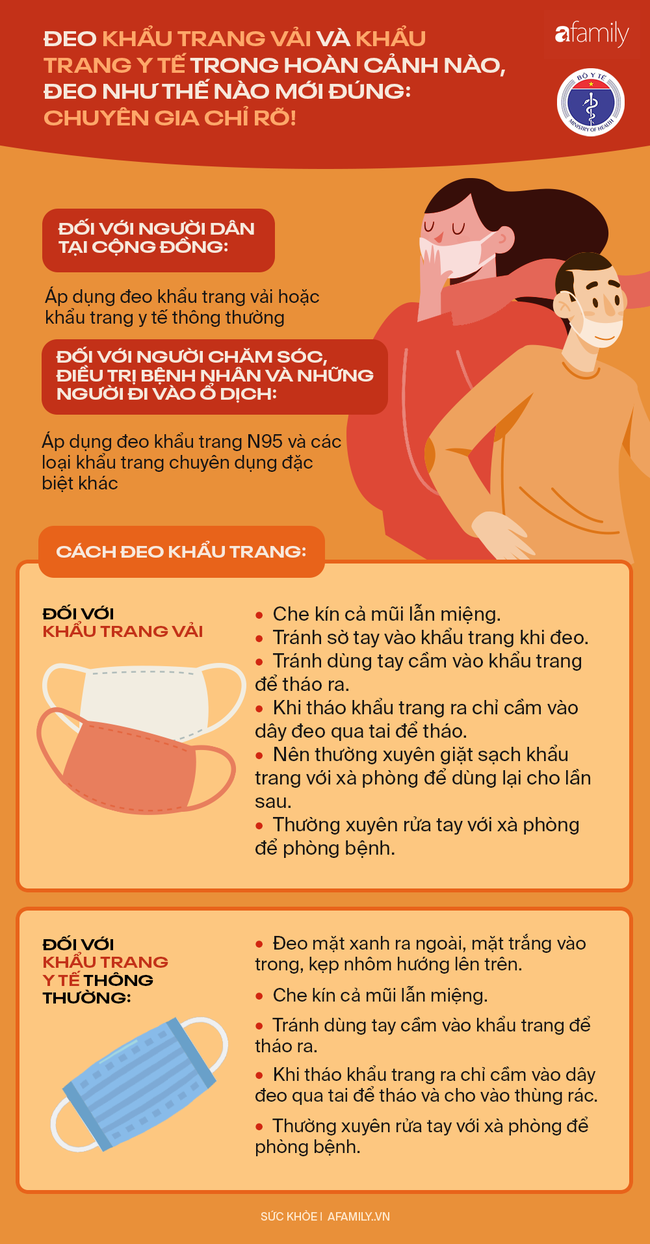 ĐEO KHẨU TRANG VẢI VÀ KHẨU
TRANG Y TẾ TRONG HOÀN CẢNH NÀO,
ĐEO NHƯ THẾ NÀO MỚI ĐÚNG:
CHUYÊN GIA CHỈ RÕ!
afamily
BỘ Y TẾ
MINISTRY OF HEALTH
ĐỐI VỚI NGƯỜI DÂN
TẠI CỘNG ĐỒNG:
Áp dụng đeo khẩu trang vải hoặc
khẩu trang y tế thông thường
ĐỐI VỚI NGƯỜI CHĂM SÓC,
ĐIỀU TRỊ BỆNH NHÂN VÀ NHỮNG
NGƯỜI ĐI VÀO Ổ DỊCH:
Áp dụng đeo khẩu trang N95 và các
loại khẩu trang chuyên dụng đặc
biệt khác
CÁCH ĐEO KHẨU TRANG:
ĐỐI VỚI
KHẨU TRANG VẢI
• Che kín cả mũi lẫn miệng.
• Tránh sờ tay vào khẩu trang khi đeo.
• Tránh dùng tay cầm vào khẩu trang
để tháo ra.
• Khi tháo khẩu trang ra chỉ cầm vào
dây đeo qua tai để tháo.
• Nên thường xuyên giặt sạch khẩu
trang với xà phòng để dùng lại cho lần
sau.
• Thường xuyên rửa tay với xà phòng
để phòng bệnh.
ĐỐI VỚI
KHẨU TRANG
Y TẾ THÔNG
THƯỜNG:
• Đeo mặt xanh ra ngoài, mặt trắng vào
trong, kẹp nhôm hướng lên trên.
• Che kín cả mũi lẫn miệng.
• Tránh dùng tay cầm vào khẩu trang để
tháo ra.
• Khi tháo khẩu trang ra chỉ cầm vào dây
đeo qua tai để tháo và cho vào thùng rác.
• Thường xuyên rửa tay với xà phòng để
phòng bệnh.
SỨC KHỎE | AFAMILY..VN